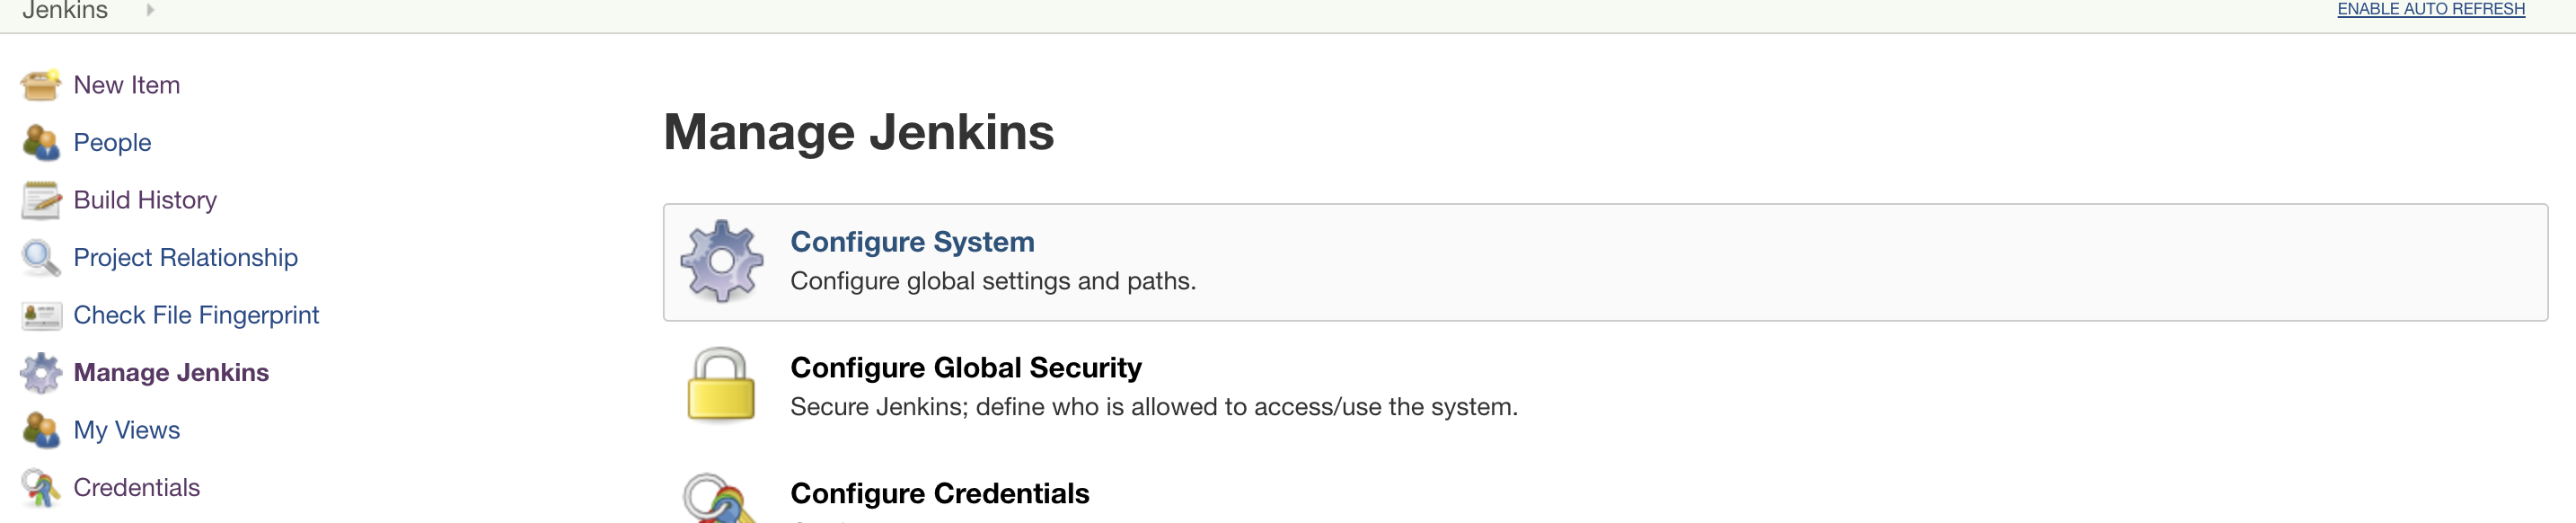 Jenkins
ENABLE AUTO REFRESH
New Item
People
Build History
Project Relationship
Check File Fingerprint
Manage Jenkins
My Views
Credentials
Manage Jenkins
Configure System
Configure global settings and paths.
Configure Global Security
Secure Jenkins; define who is allowed to access/use the system.
Configure Credentials